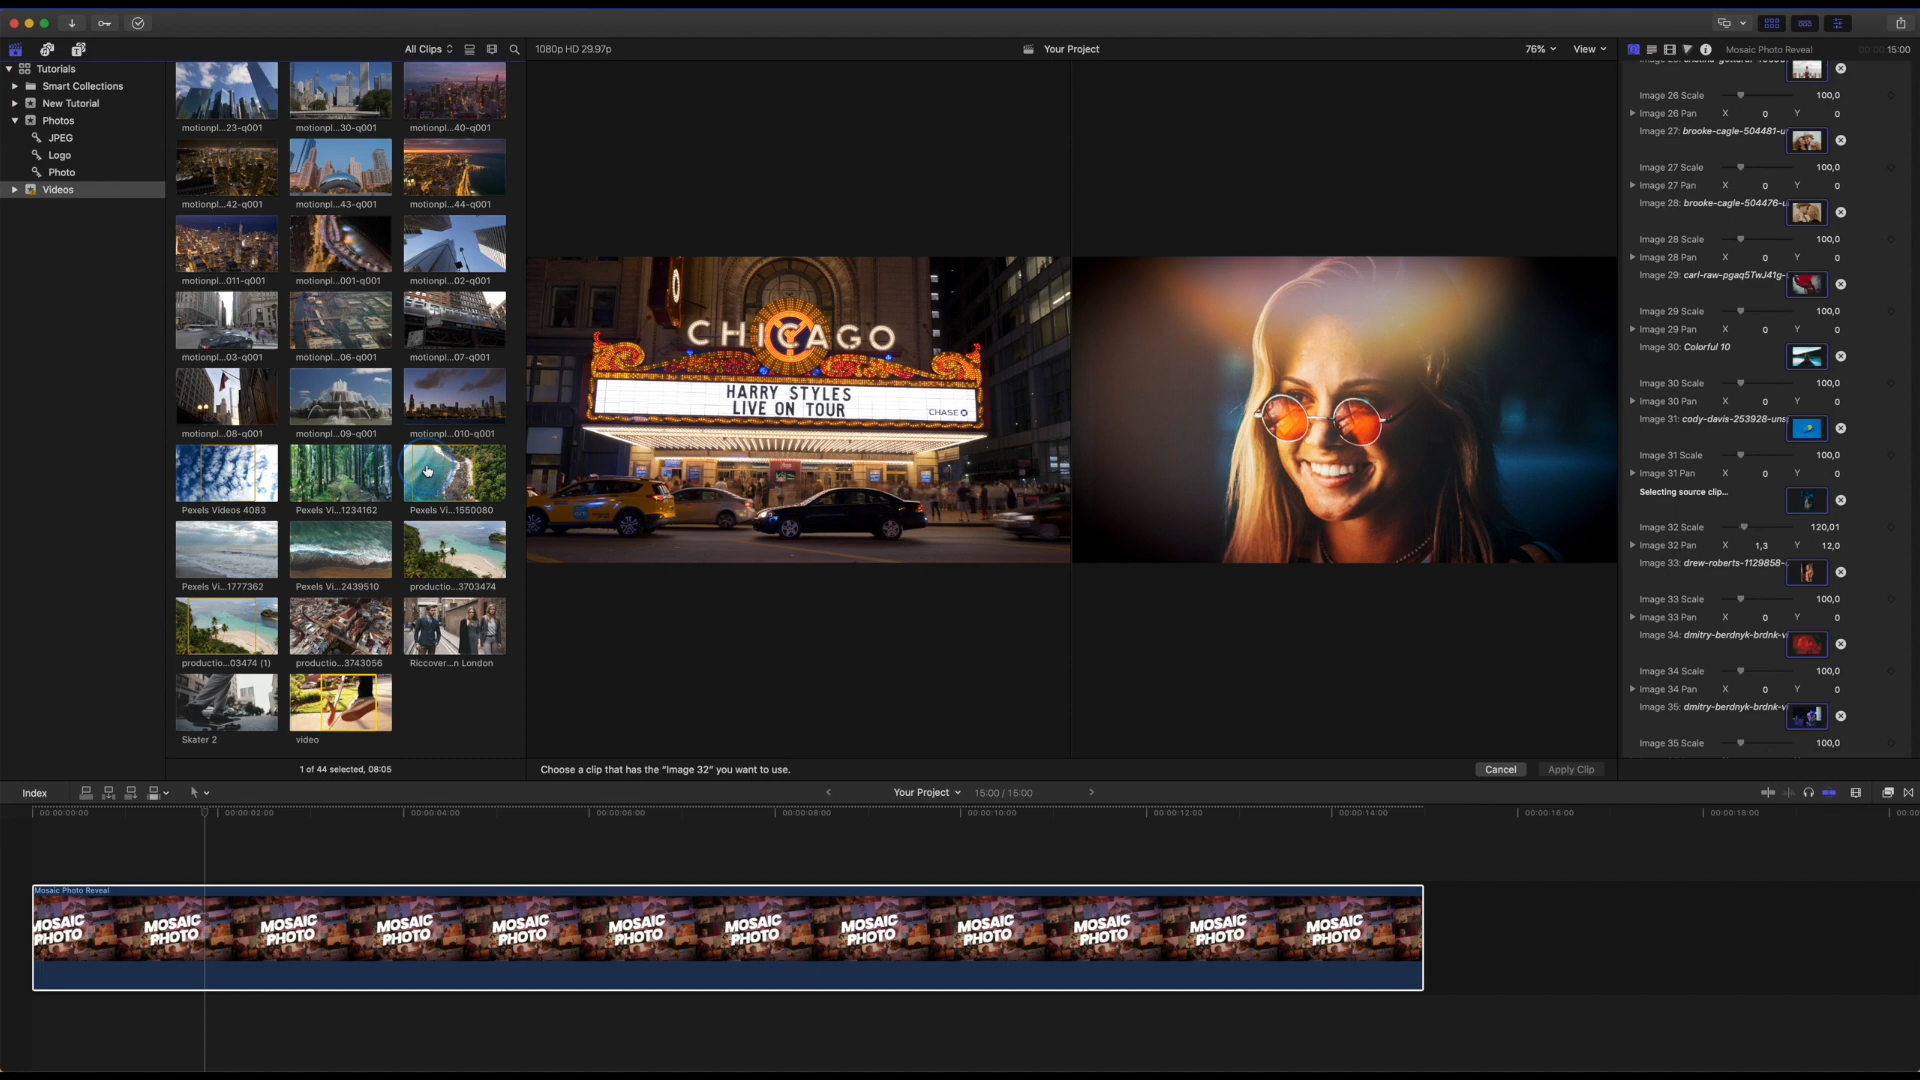 All Clips
1080p HD 29.97p
Your Project
76%
View
Mosaic Photo Reveal
15:00
Tutorials
Smart Collections
New Tutorial
Photos
JPEG
Logo
Photo
Videos
motionpl...23-q001
motionpl...30-q001
motionpl...40-q001
motionpl...42-q001
motionpl...43-q001
motionpl...44-q001
motionpl...011-q001
motionpl...001-q001
motionpl...02-q001
motionpl...03-q001
motionpl...06-q001
motionpl...07-q001
motionpl...08-q001
motionpl...09-q001
motionpl...010-q001
Pexels Videos 4083
Pexels Vi...1234162
Pexels Vi...1550080
Pexels Vi...1777362
Pexels Vi...2439510
productio...3703474
productio...03474 (1)
productio...3743056
Riccover...n London
Skater 2
video
1 of 44 selected, 08:05
CHICAGO
HARRY STYLES
LIVE ON TOUR
CHASE
Choose a clip that has the “Image 32” you want to use.
Cancel
Apply Clip
Image 26 Scale 100,0
Image 26 Pan X 0 Y 0
Image 27: brooke-cagle-504481-u
Image 27 Scale 100,0
Image 27 Pan X 0 Y 0
Image 28: brooke-cagle-504476-u
Image 28 Scale 100,0
Image 28 Pan X 0 Y 0
Image 29: carl-raw-pgaq5TwJ41g-
Image 29 Scale 100,0
Image 29 Pan X 0 Y 0
Image 30: Colorful 10
Image 30 Scale 100,0
Image 30 Pan X 0 Y 0
Image 31: cody-davis-253928-uns
Image 31 Scale 100,0
Image 31 Pan X 0 Y 0
Selecting source clip...
Image 32 Scale 120,01
Image 32 Pan X 1,3 Y 12,0
Image 33: drew-roberts-1129858-
Image 33 Scale 100,0
Image 33 Pan X 0 Y 0
Image 34: dmitry-berdnyk-brdnk-v
Image 34 Scale 100,0
Image 34 Pan X 0 Y 0
Image 35: dmitry-berdnyk-brdnk-v
Image 35 Scale 100,0
Index
Your Project
15:00 / 15:00
00:00:00:00
00:00:02:00
00:00:04:00
00:00:06:00
00:00:08:00
00:00:10:00
00:00:12:00
00:00:14:00
00:00:16:00
00:00:18:00
Mosaic Photo Reveal
MOSAIC PHOTO
MOSAIC PHOTO
MOSAIC PHOTO
MOSAIC PHOTO
MOSAIC PHOTO
MOSAIC PHOTO
MOSAIC PHOTO
MOSAIC PHOTO
MOSAIC PHOTO
MOSAIC PHOTO
MOSAIC PHOTO
MOSAIC PHOTO